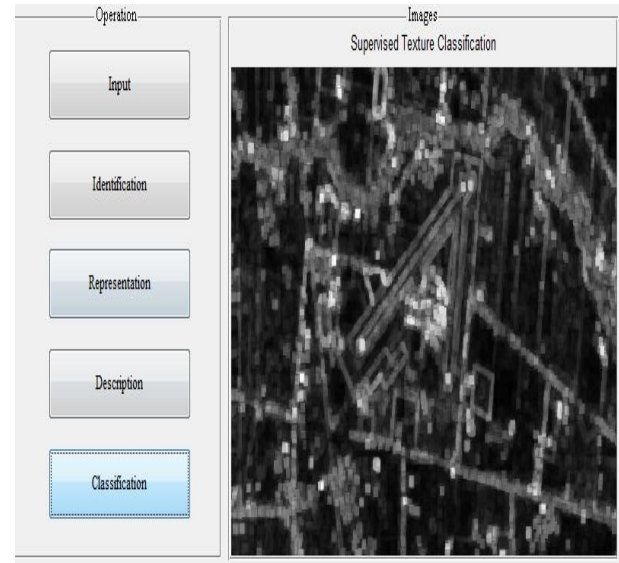 Operation
Input
Identification
Representation
Description
Classification
Images
Supervised Texture Classification